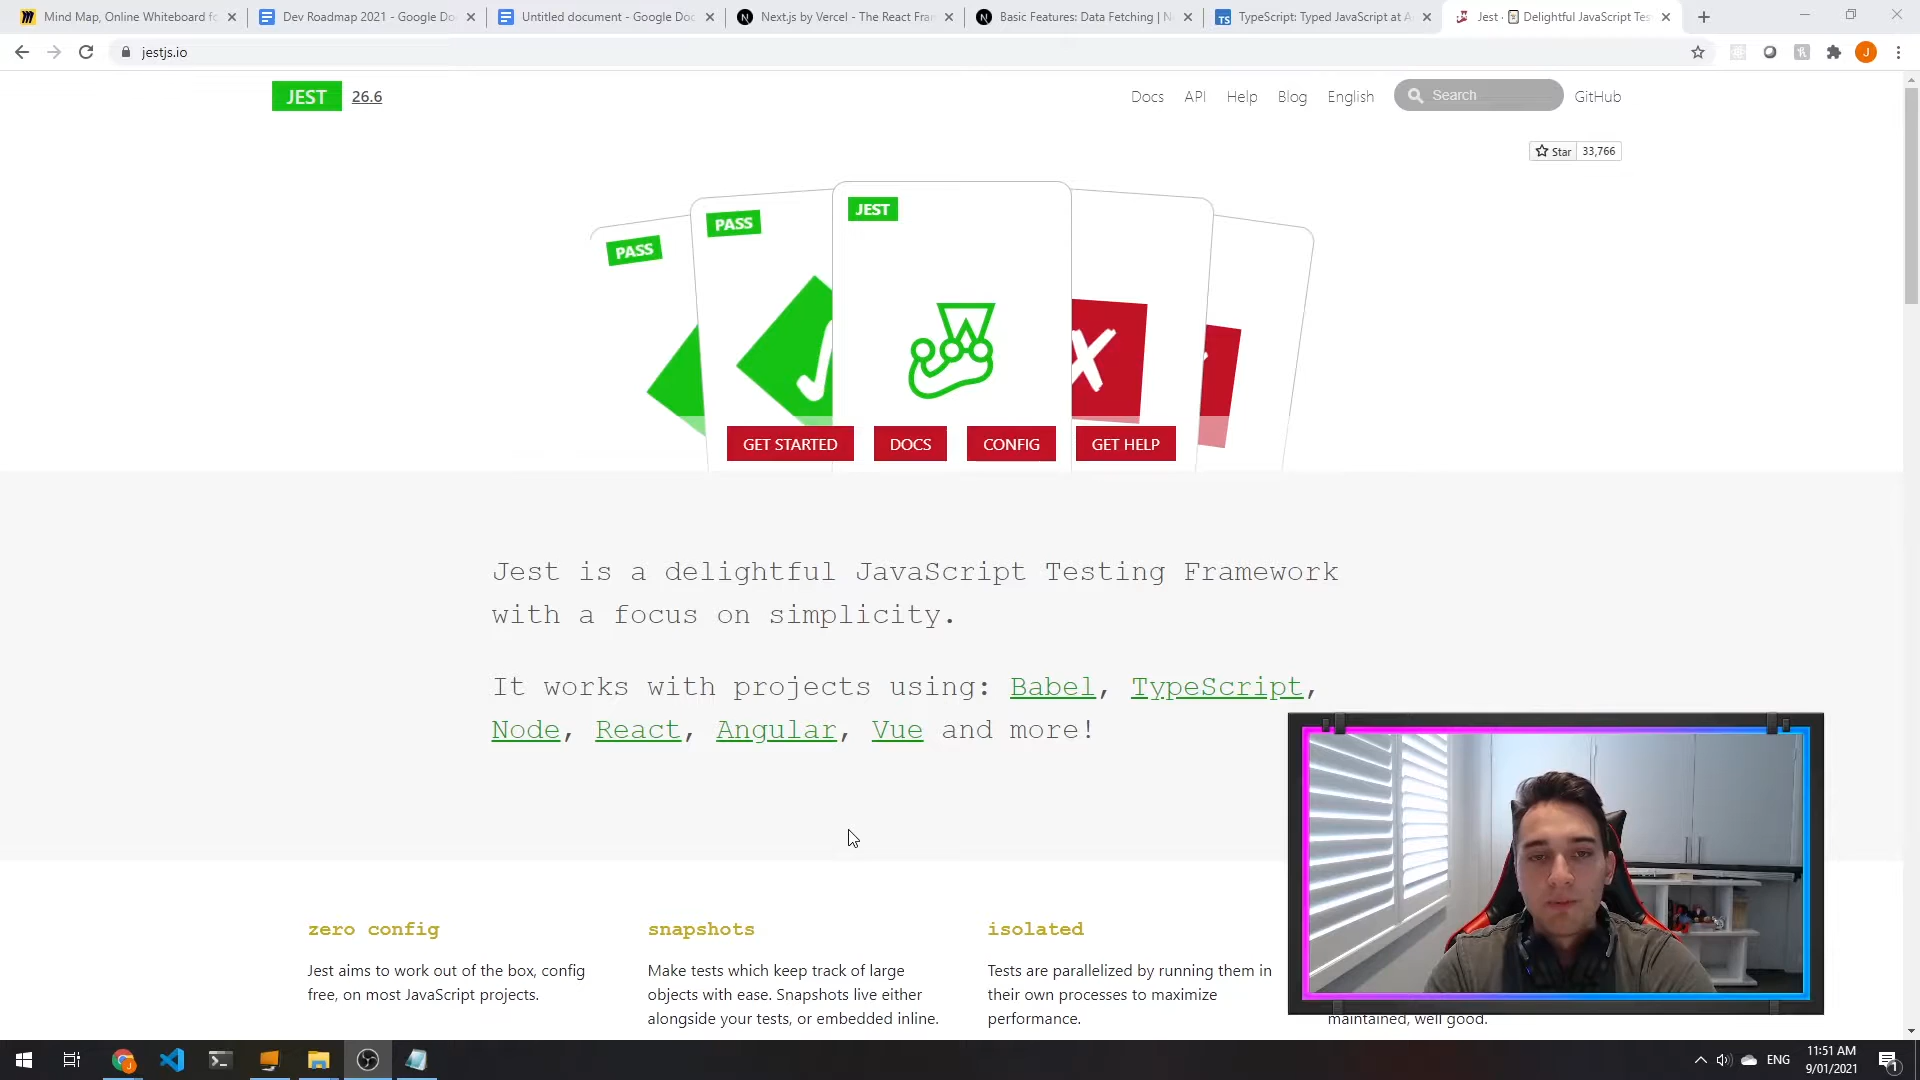 Mind Map, Online Whiteboard fo
Dev Roadmap 2021 - Google Do
Untitled document - Google Doc
Next.js by Vercel - The React Fra
Basic Features: Data Fetching | N
TypeScript: Typed JavaScript at A
Jest · Delightful JavaScript Tes
jestjs.io
JEST 26.6
Docs API Help Blog English Search GitHub
Star 33,766
PASS PASS JEST
GET STARTED DOCS CONFIG GET HELP
Jest is a delightful JavaScript Testing Framework
with a focus on simplicity.
It works with projects using: Babel, TypeScript,
Node, React, Angular, Vue and more!
zero config
Jest aims to work out of the box, config
free, on most JavaScript projects.
snapshots
Make tests which keep track of large
objects with ease. Snapshots live either
alongside your tests, or embedded inline.
isolated
Tests are parallelized by running them in
their own processes to maximize
performance.
maintained, well good.
ENG
11:51 AM
9/01/2021